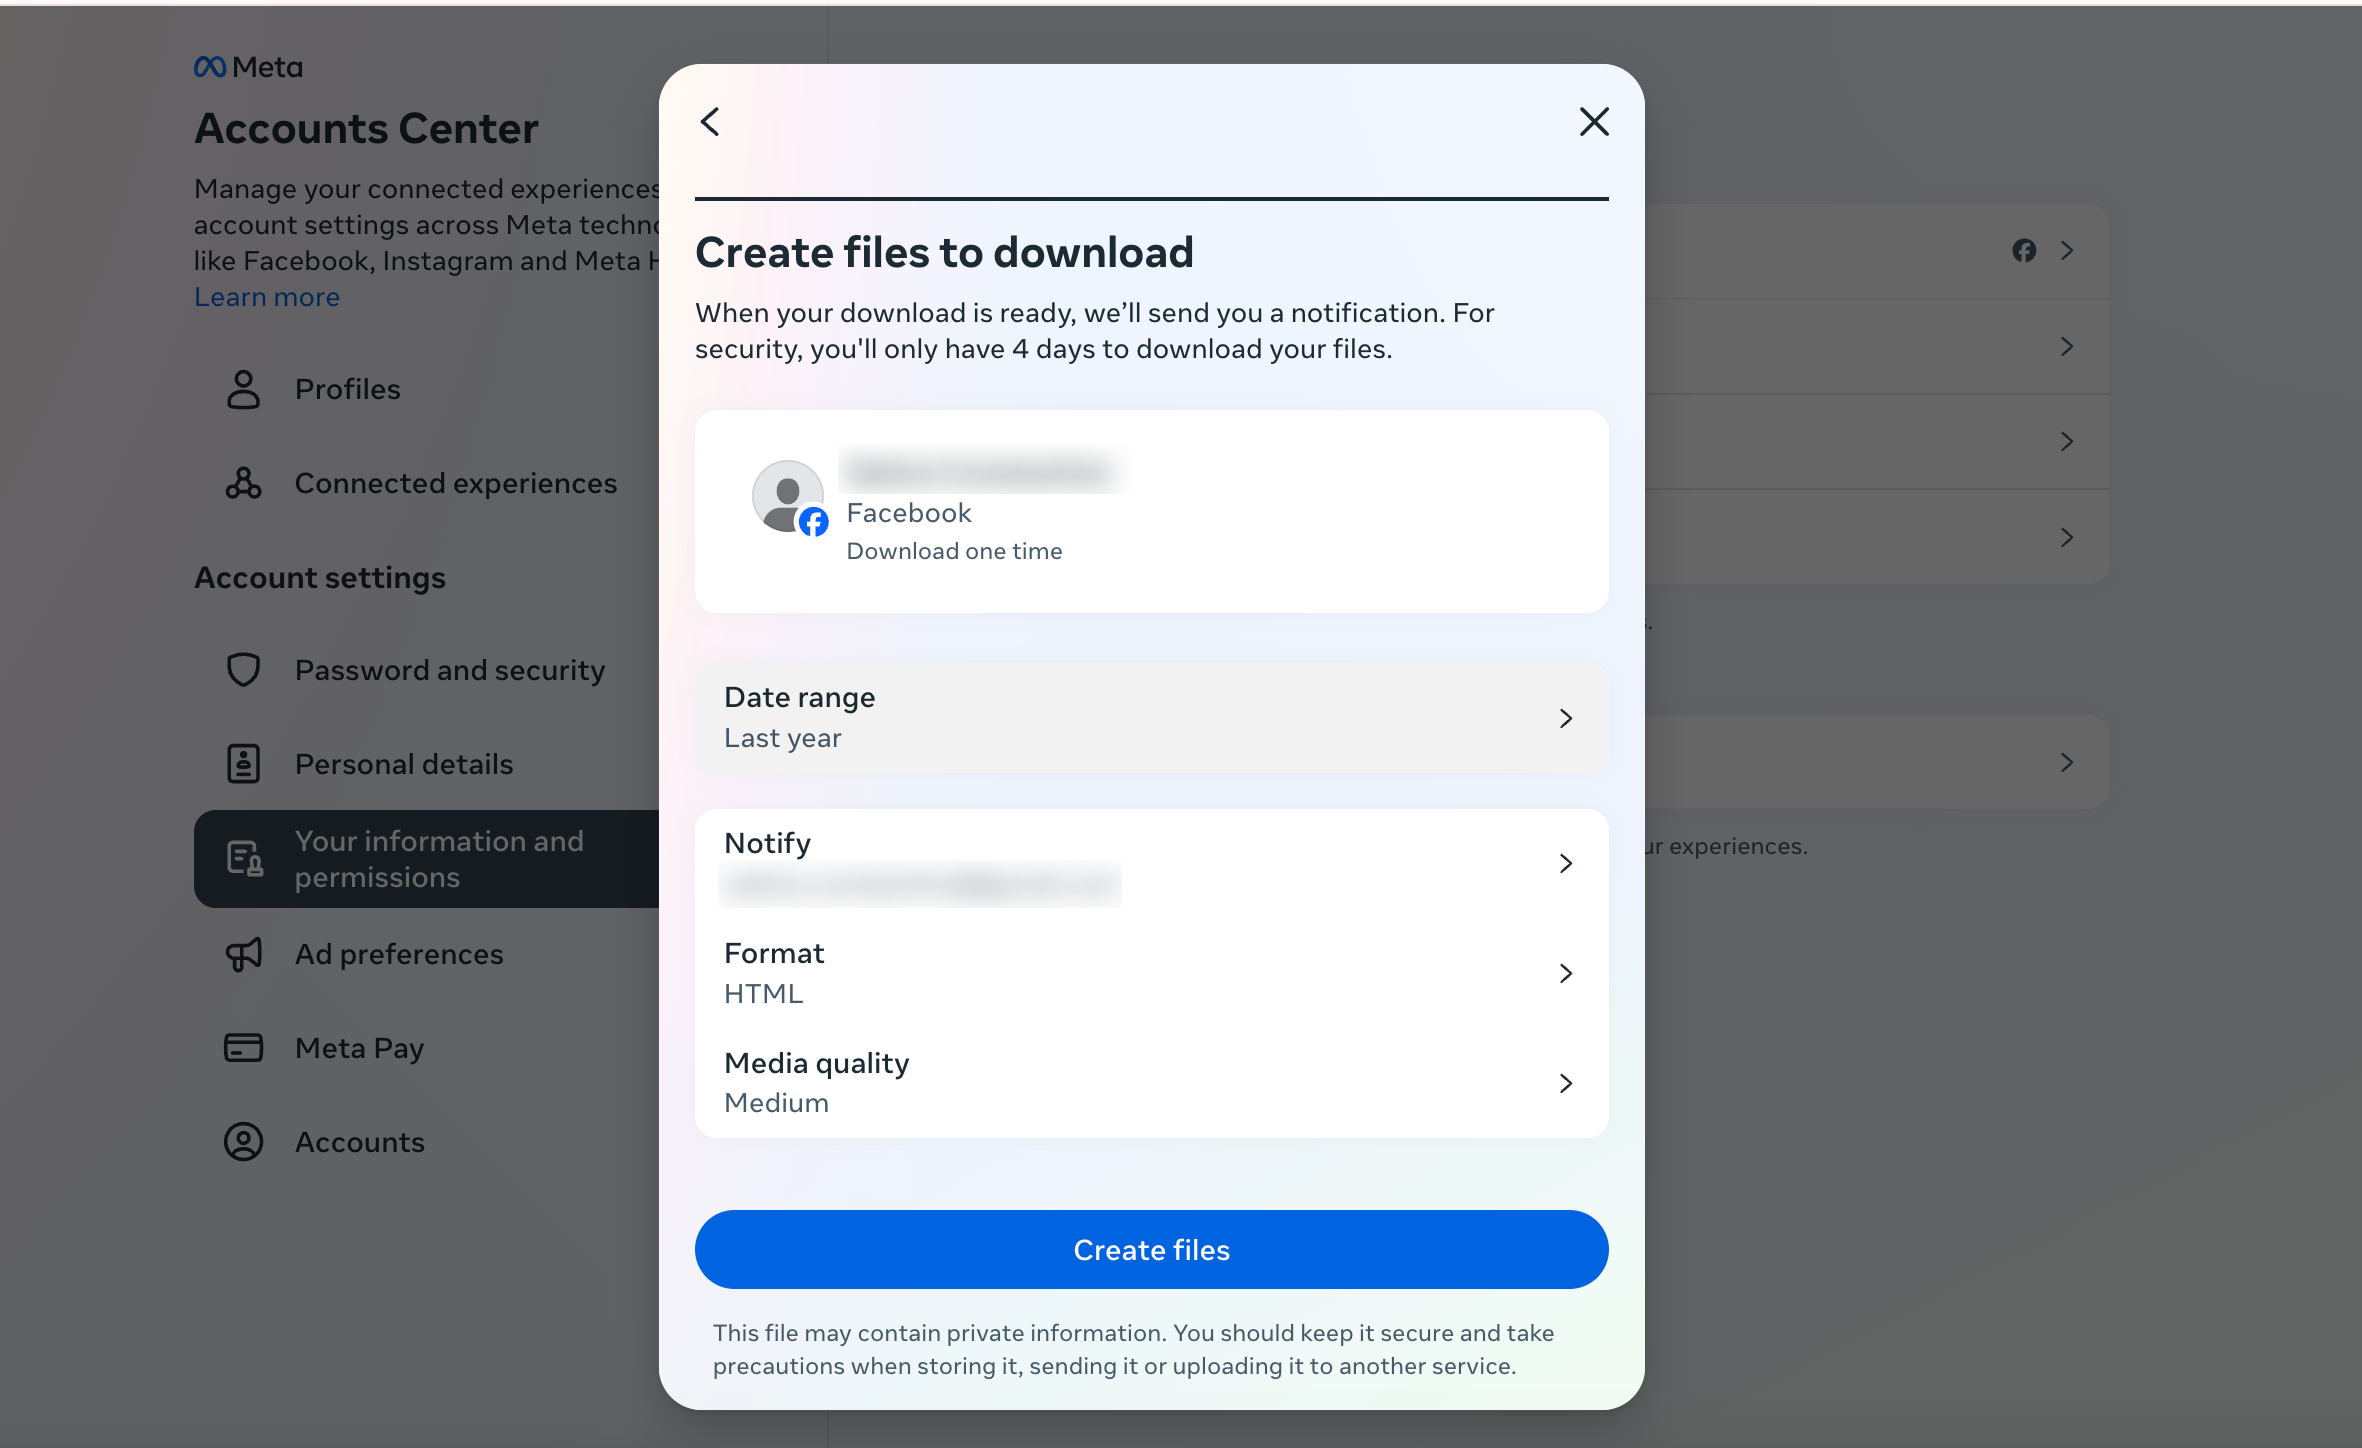 Meta
Accounts Center
Manage your connected experiences
account settings across Meta
like Facebook, Instagram and Meta
Learn more
Profiles
Connected experiences
Account settings
Password and security
Personal details
Your information and
permissions
Ad preferences
Meta Pay
Accounts
Create files to download
When your download is ready, we’ll send you a notification. For
security, you'll only have 4 days to download your files.
Facebook
Download one time
Date range
Last year
Notify
Format
HTML
Media quality
Medium
Create files
This file may contain private information. You should keep it secure and take
precautions when storing it, sending it or uploading it to another service.
experiences.